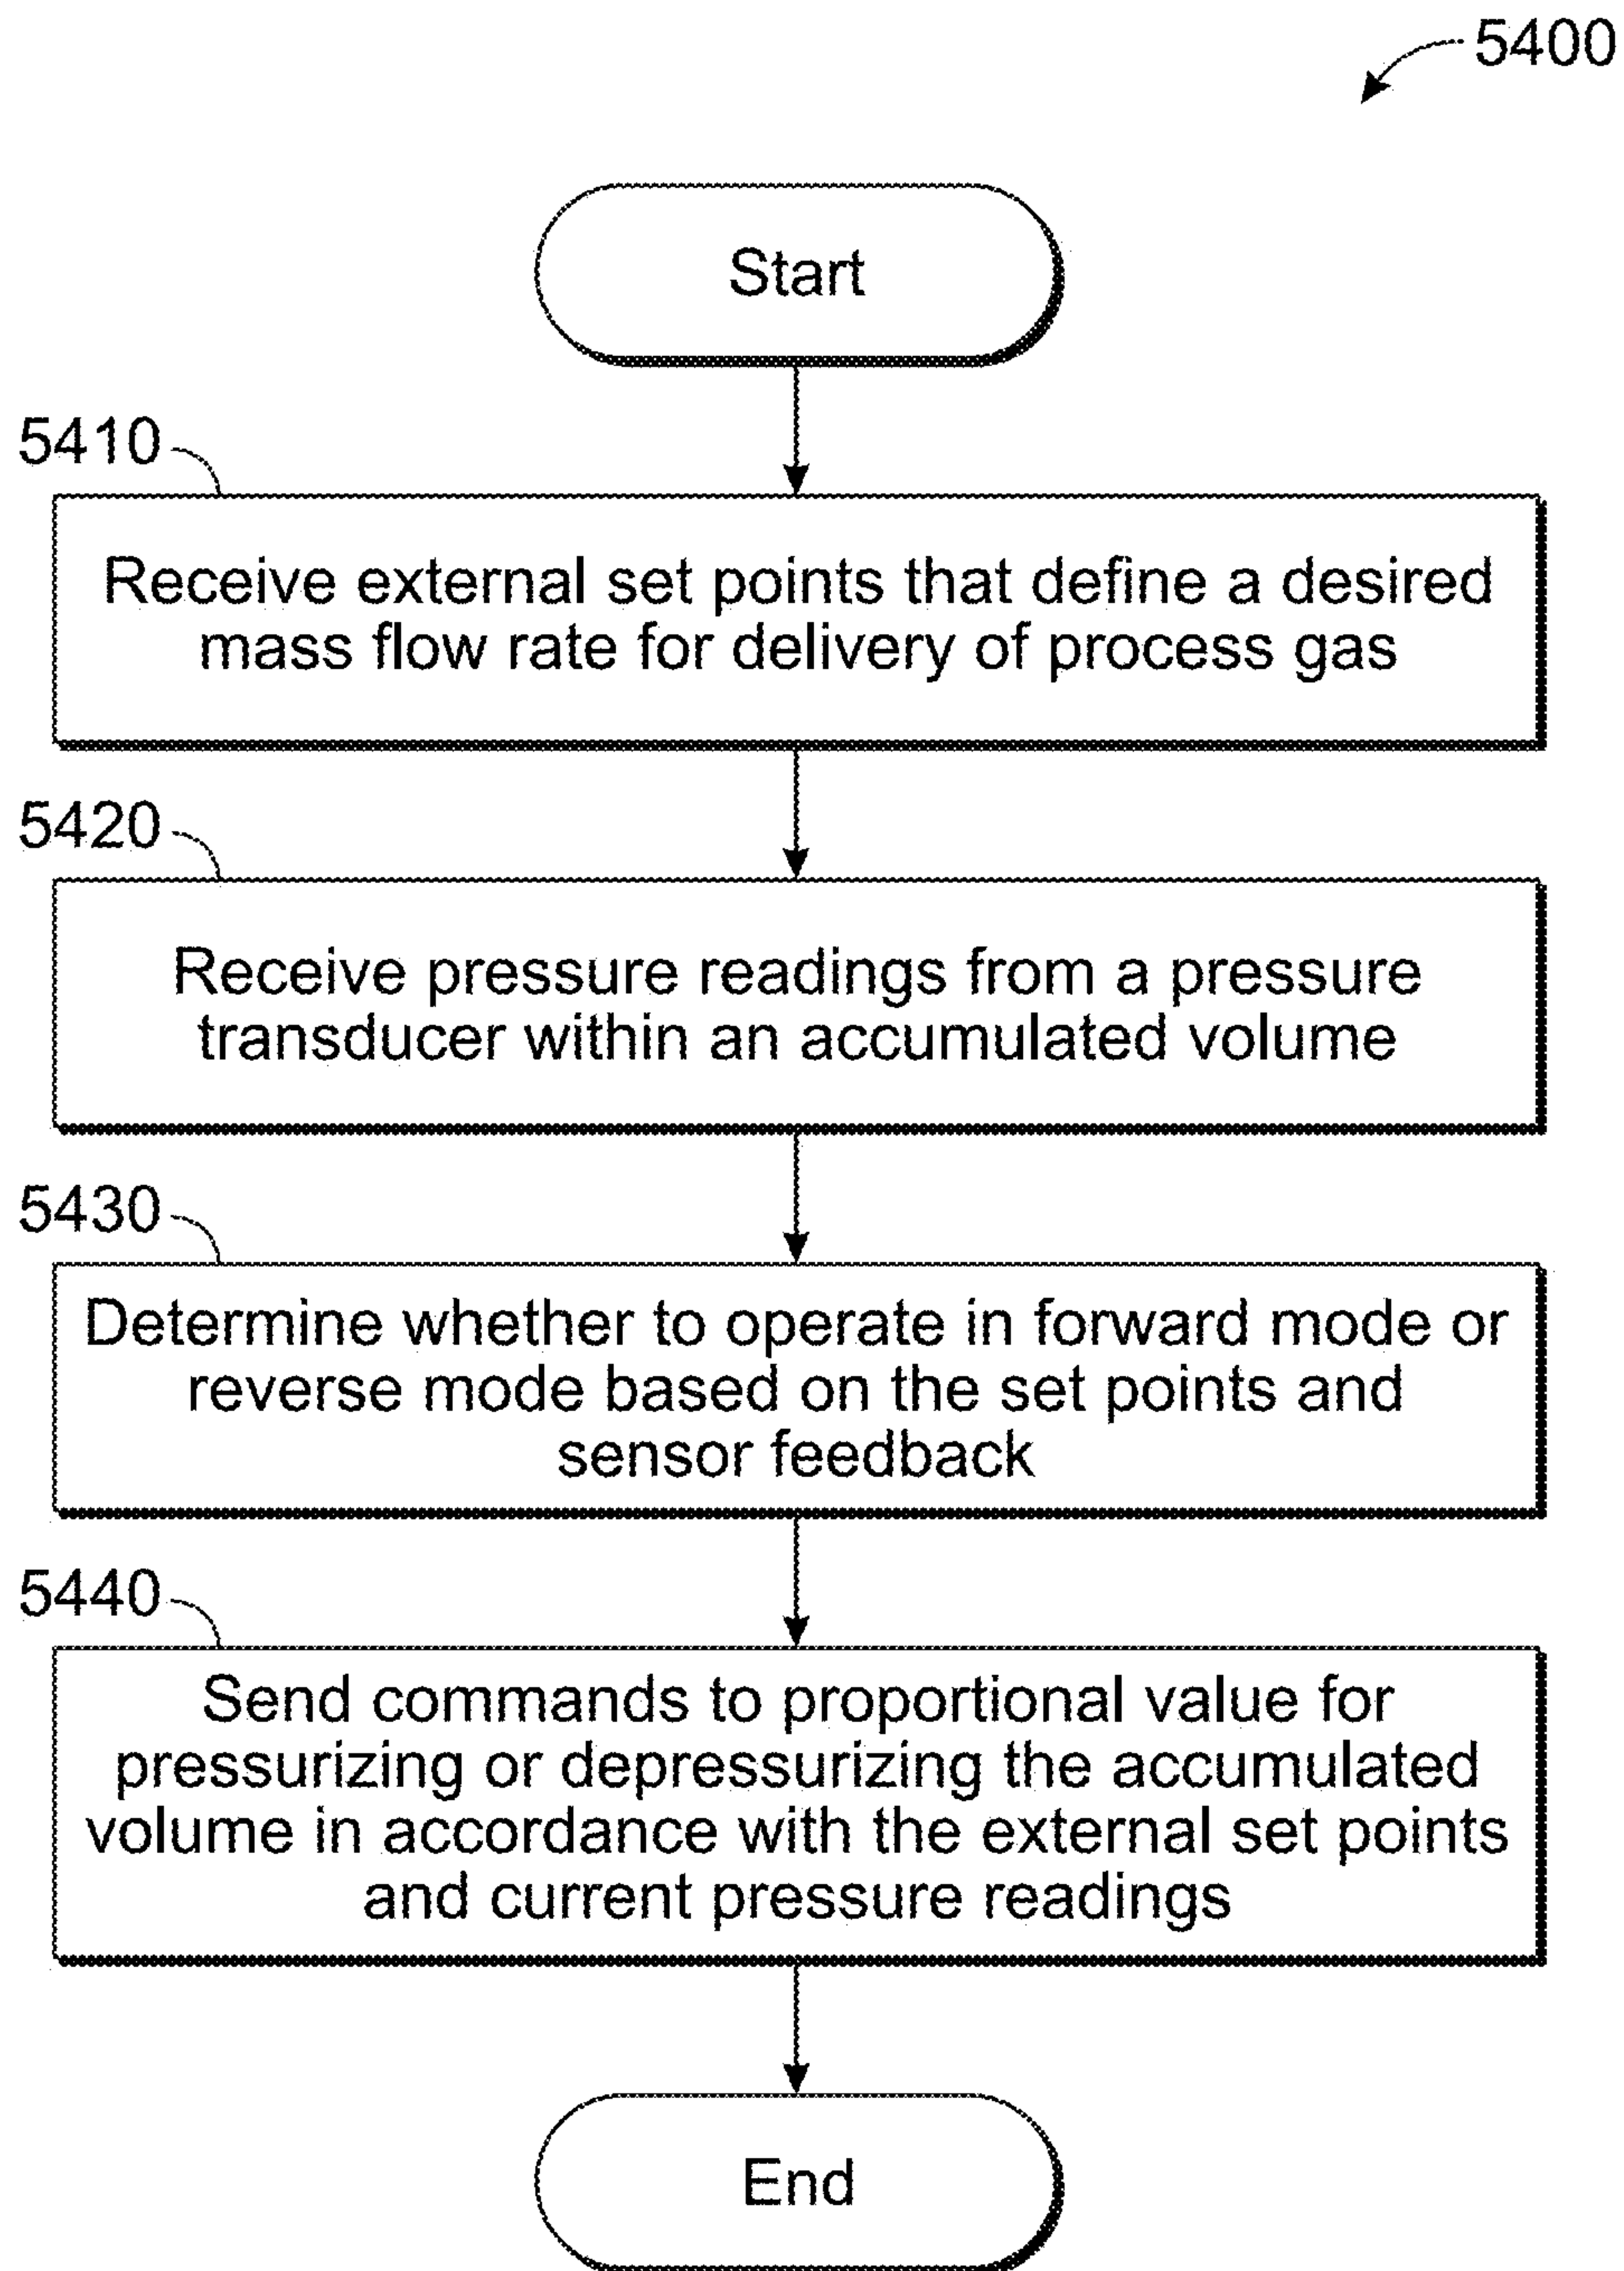 5400
Start
5410
Receive external set points that define a desired
mass flow rate for delivery of process gas
5420
Receive pressure readings from a pressure
transducer within an accumulated volume
5430
Determine whether to operate in forward mode or
reverse mode based on the set points and
sensor feedback
5440
Send commands to proportional value for
pressurizing or depressurizing the accumulated
volume in accordance with the external set points
and current pressure readings
End